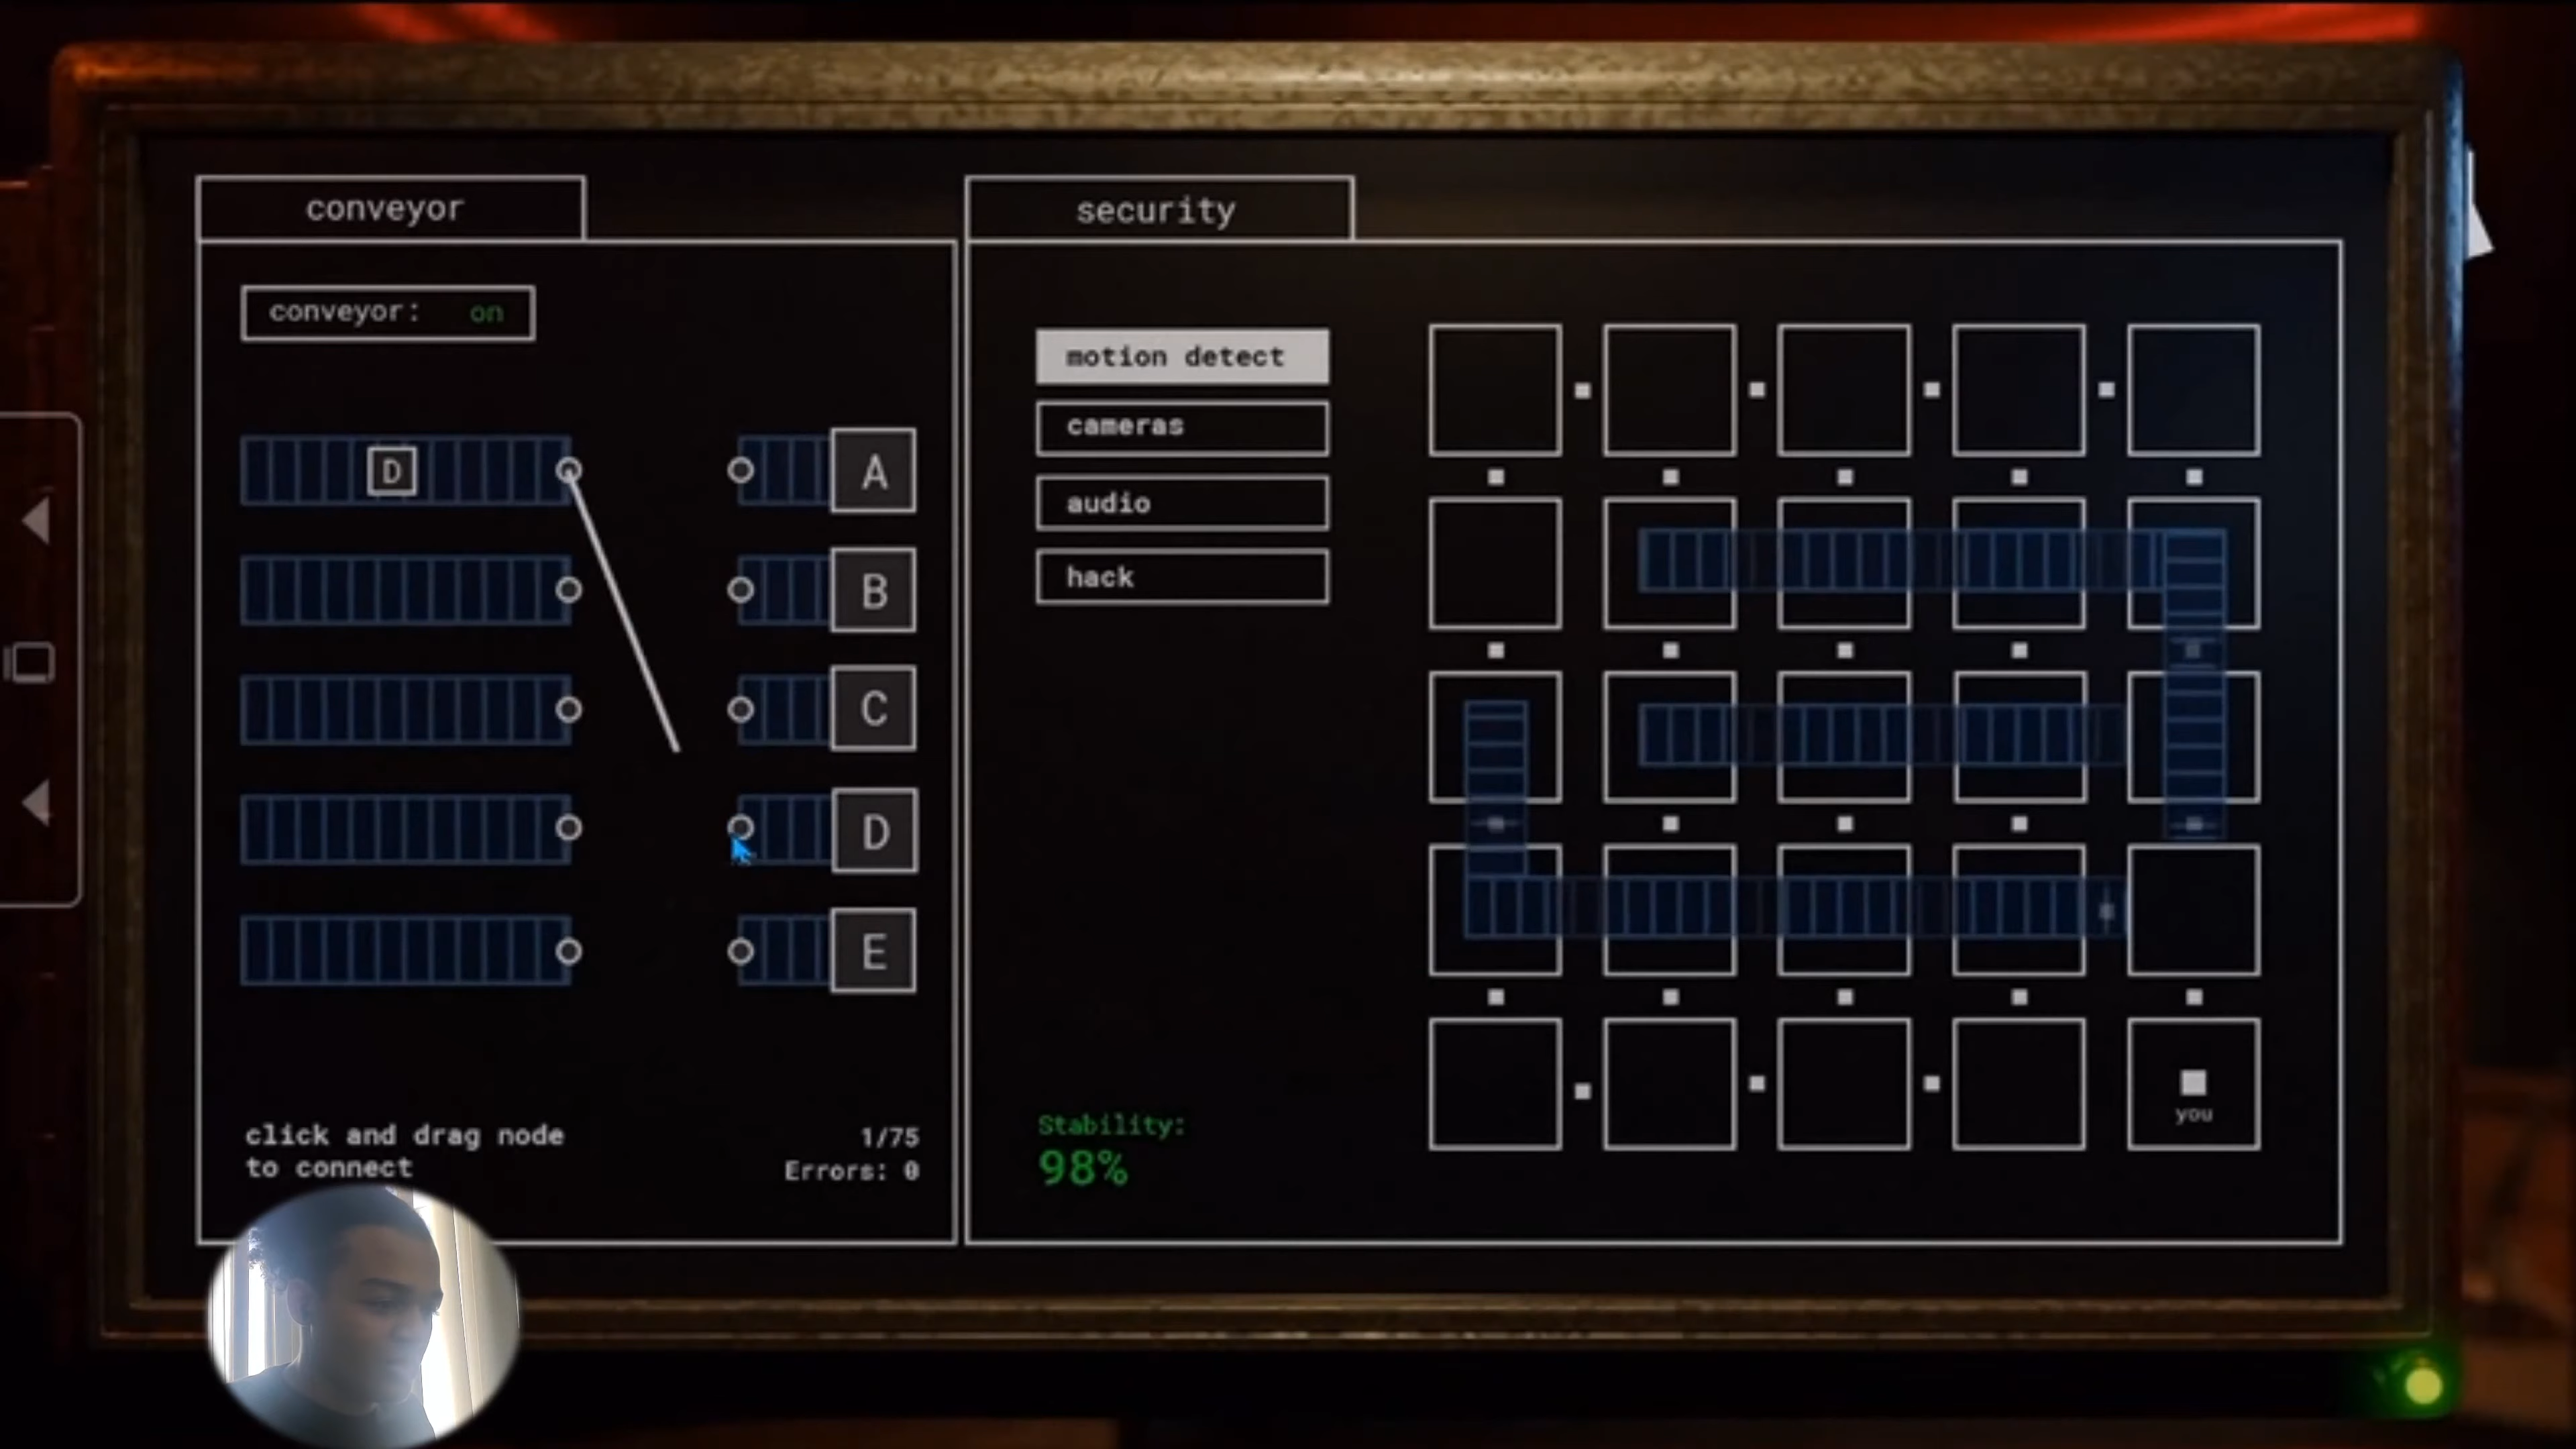 conveyor
conveyor: on
D
A
B
C
D
E
click and drag node
to connect
1/75
Errors: 0
security
motion detect
cameras
audio
hack
Stability:
98%
you